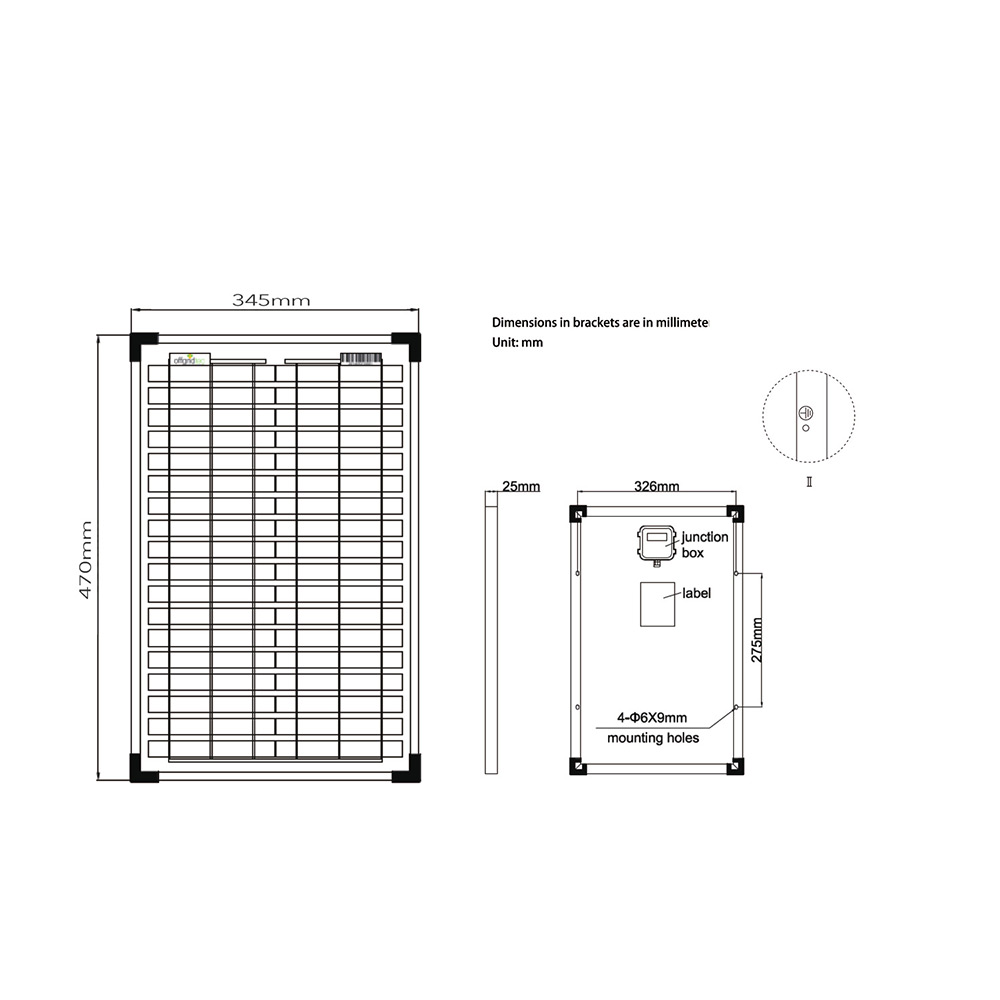 345mm
Dimensions in brackets are in millimete
Unit: mm
offgridtec
470mm
II
25mm
326mm
junction
box
label
275mm
4-Φ6X9mm
mounting holes